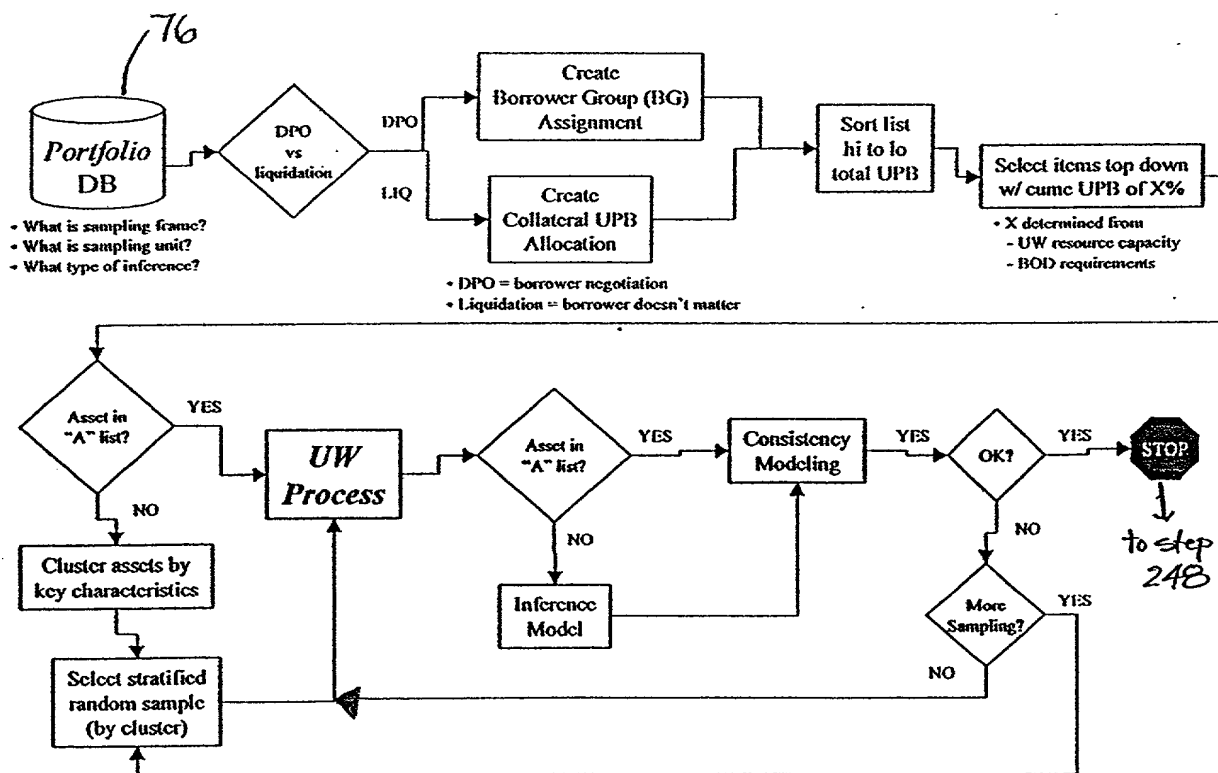 76
Portfolio
DB
• What is sampling frame?
• What is sampling unit?
• What type of inference?
DPO
vs
liquidation
DPO
LIQ
Create
Borrower Group (BG)
Assignment
Create
Collateral UPB
Allocation
• DPO = borrower negotiation
• Liquidation = borrower doesn't matter
Sort list
hi to lo
total UPB
Select items top down
w/ cume UPB of X%
• X determined from
- UW resource capacity
- BOD requirements
Asset in
"A" list?
YES
NO
Cluster assets by
key characteristics
Select stratified
random sample
(by cluster)
UW
Process
Asset in
"A" list?
YES
NO
Inference
Model
Consistency
Modeling
YES
OK?
YES
NO
STOP
to step
248
More
Sampling?
YES
NO